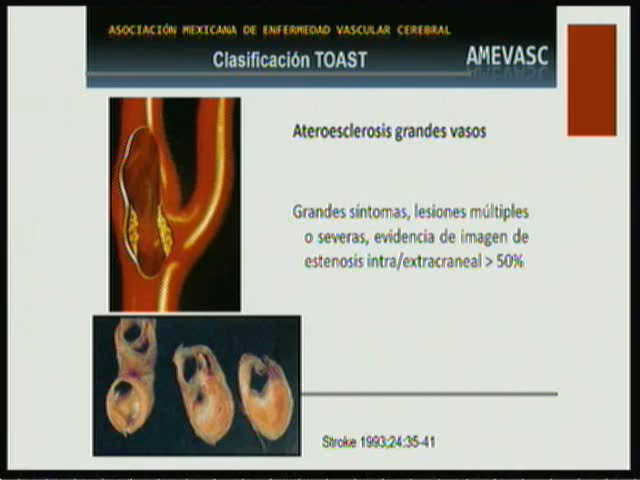 ASOCIACIÓN MEXICANA DE ENFERMEDAD VASCULAR CEREBRAL
Clasificación TOAST
AMEVASC
Ateroesclerosis grandes vasos
Grandes síntomas, lesiones múltiples
o severas, evidencia de imagen de
estenosis intra/extracraneal > 50%
Stroke 1993;24:35-41